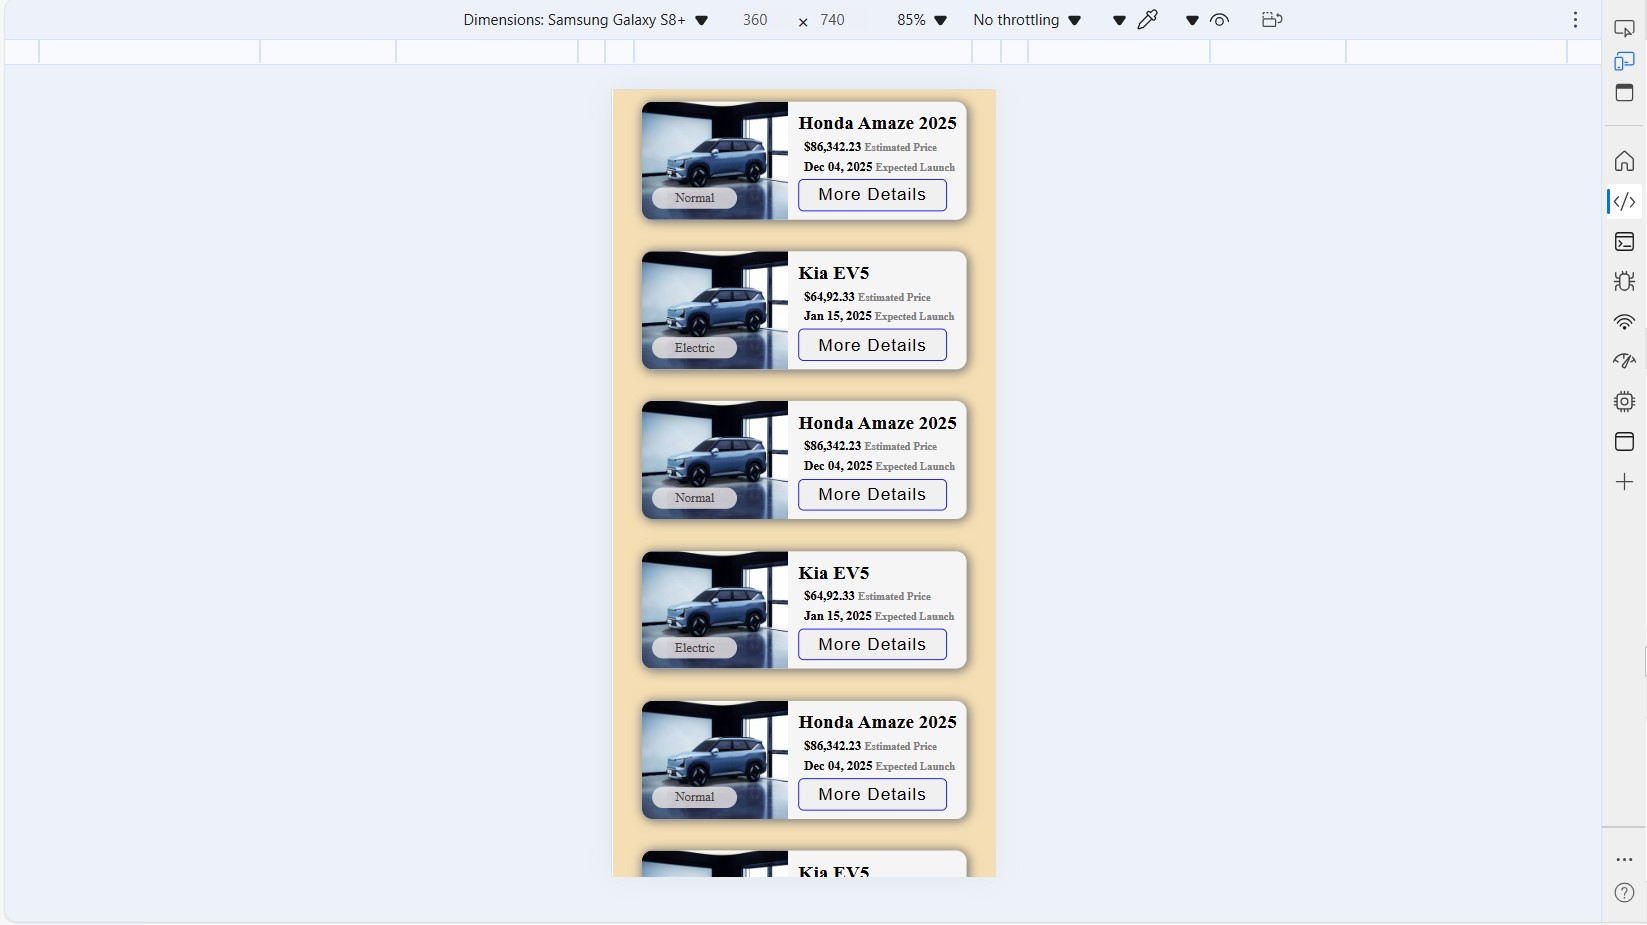 Dimensions: Samsung Galaxy S8+ 360 × 740 85% No throttling
Honda Amaze 2025
$86,342.23 Estimated Price
Dec 04, 2025 Expected Launch
Normal
More Details
Kia EV5
$64,92.33 Estimated Price
Jan 15, 2025 Expected Launch
Electric
More Details
Honda Amaze 2025
$86,342.23 Estimated Price
Dec 04, 2025 Expected Launch
Normal
More Details
Kia EV5
$64,92.33 Estimated Price
Jan 15, 2025 Expected Launch
Electric
More Details
Honda Amaze 2025
$86,342.23 Estimated Price
Dec 04, 2025 Expected Launch
Normal
More Details
Kia EV5